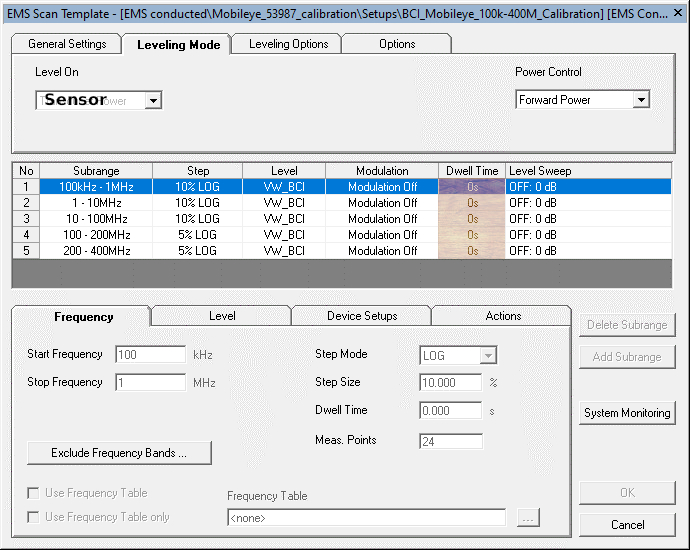 EMS Scan Template - [EMS conducted\Mobileye_53987_calibration\Setups\BCI_Mobileye_100k-400M_Calibration] [EMS Con...
General Settings Leveling Mode Leveling Options Options
Level On Power Control
Sensor Forward Power
No Subrange Step Level Modulation Dwell Time Level Sweep
1 100kHz - 1MHz 10% LOG VW_BCI Modulation Off 0s OFF: 0 dB
2 1 - 10MHz 10% LOG VW_BCI Modulation Off 0s OFF: 0 dB
3 10 - 100MHz 10% LOG VW_BCI Modulation Off 0s OFF: 0 dB
4 100 - 200MHz 5% LOG VW_BCI Modulation Off 0s OFF: 0 dB
5 200 - 400MHz 5% LOG VW_BCI Modulation Off 0s OFF: 0 dB
Frequency Level Device Setups Actions
Delete Subrange
Start Frequency 100 kHz Step Mode LOG
Add Subrange
Stop Frequency 1 MHz Step Size 10.000 %
Dwell Time 0.000 s
System Monitoring
Meas. Points 24
Exclude Frequency Bands ...
Use Frequency Table Frequency Table
OK
Use Frequency Table only <none> ...
Cancel